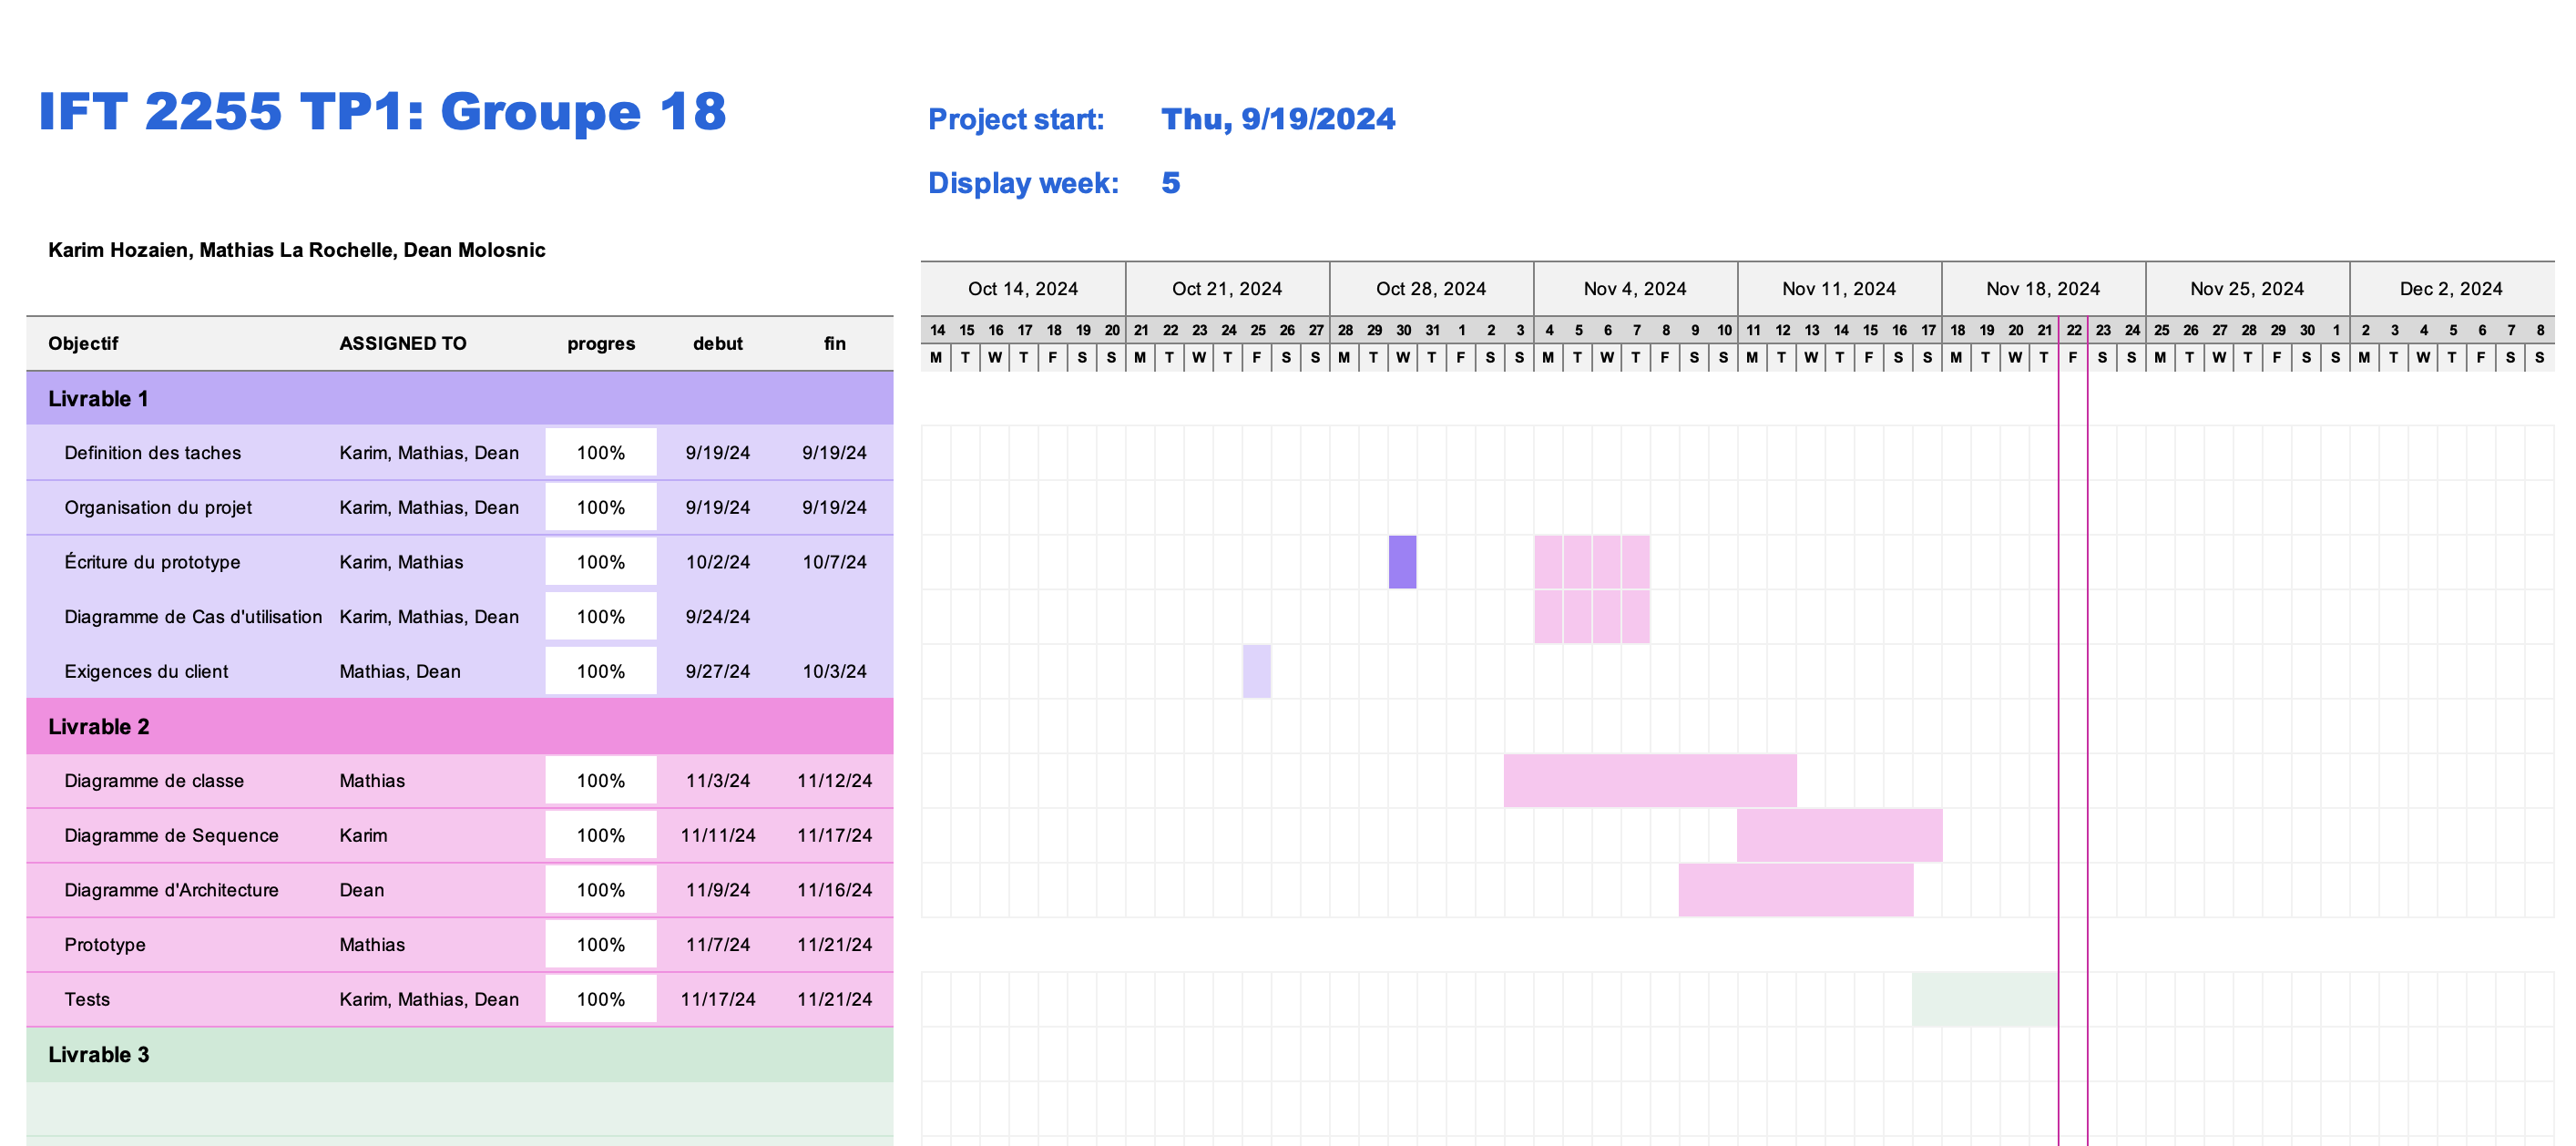 IFT 2255 TP1: Groupe 18
Project start: Thu, 9/19/2024
Display week: 5
Karim Hozaien, Mathias La Rochelle, Dean Molosnic
Oct 14, 2024 Oct 21, 2024 Oct 28, 2024 Nov 4, 2024 Nov 11, 2024 Nov 18, 2024 Nov 25, 2024 Dec 2, 2024
14 15 16 17 18 19 20 21 22 23 24 25 26 27 28 29 30 31 1 2 3 4 5 6 7 8 9 10 11 12 13 14 15 16 17 18 19 20 21 22 23 24 25 26 27 28 29 30 1 2 3 4 5 6 7 8
Objectif ASSIGNED TO progres debut fin
M T W T F S S M T W T F S S M T W T F S S M T W T F S S M T W T F S S M T W T F S S M T W T F S S M T W T F S S
Livrable 1
Definition des taches Karim, Mathias, Dean 100% 9/19/24 9/19/24
Organisation du projet Karim, Mathias, Dean 100% 9/19/24 9/19/24
Écriture du prototype Karim, Mathias 100% 10/2/24 10/7/24
Diagramme de Cas d'utilisation Karim, Mathias, Dean 100% 9/24/24
Exigences du client Mathias, Dean 100% 9/27/24 10/3/24
Livrable 2
Diagramme de classe Mathias 100% 11/3/24 11/12/24
Diagramme de Sequence Karim 100% 11/11/24 11/17/24
Diagramme d'Architecture Dean 100% 11/9/24 11/16/24
Prototype Mathias 100% 11/7/24 11/21/24
Tests Karim, Mathias, Dean 100% 11/17/24 11/21/24
Livrable 3